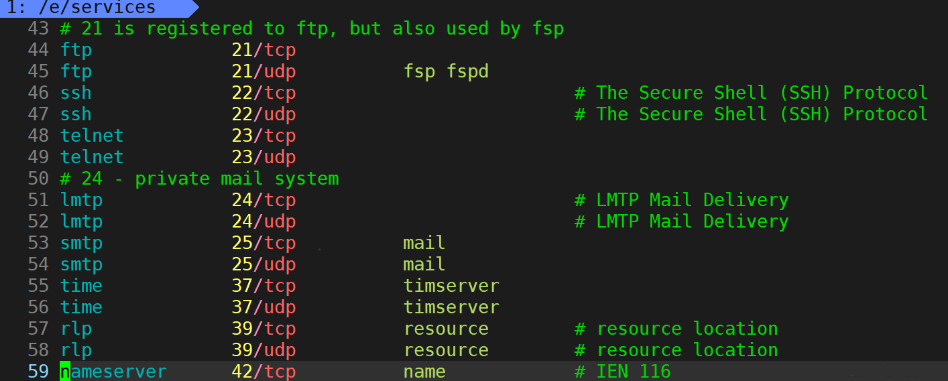 1: /e/services
43 # 21 is registered to ftp, but also used by fsp
44 ftp 21/tcp
45 ftp 21/udp fsp fspd
46 ssh 22/tcp # The Secure Shell (SSH) Protocol
47 ssh 22/udp # The Secure Shell (SSH) Protocol
48 telnet 23/tcp
49 telnet 23/udp
50 # 24 - private mail system
51 lmtp 24/tcp # LMTP Mail Delivery
52 lmtp 24/udp # LMTP Mail Delivery
53 smtp 25/tcp mail
54 smtp 25/udp mail
55 time 37/tcp timserver
56 time 37/udp timserver
57 rlp 39/tcp resource # resource location
58 rlp 39/udp resource # resource location
59 nameserver 42/tcp name # IEN 116